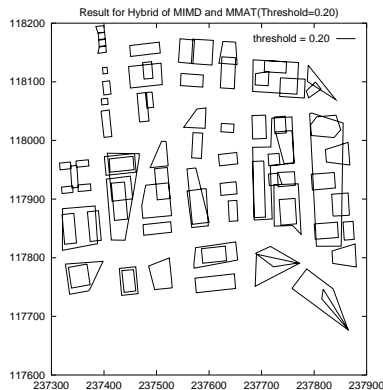 Result for Hybrid of MIMD and MMAT(Threshold=0.20)
threshold = 0.20
118200
118100
118000
117900
117800
117700
117600
237300 237400 237500 237600 237700 237800 237900